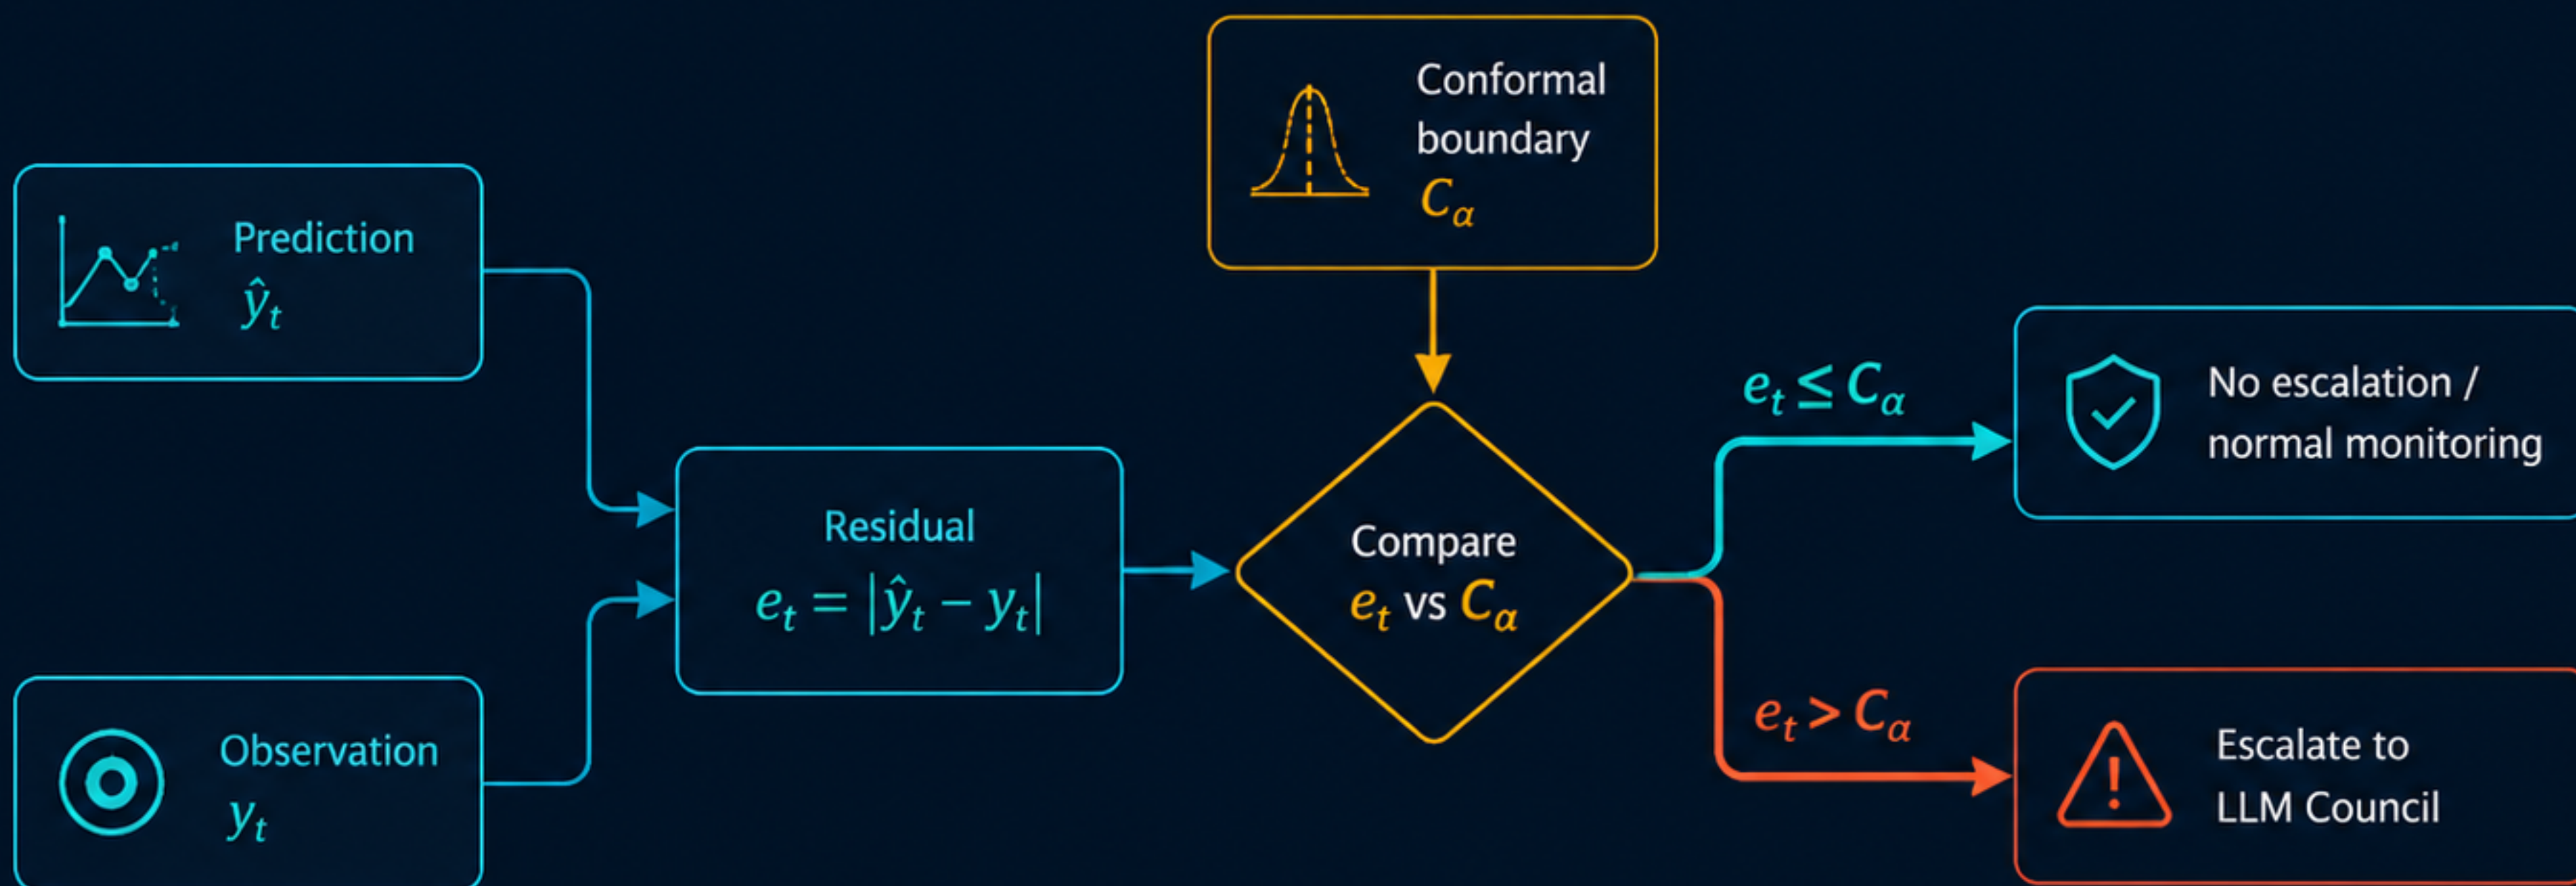 Prediction
ŷₜ
Observation
yₜ
Residual
eₜ = |ŷₜ − yₜ|
Conformal
boundary
Cα
Compare
eₜ vs Cα
eₜ ≤ Cα
No escalation /
normal monitoring
eₜ > Cα
!
Escalate to
LLM Council